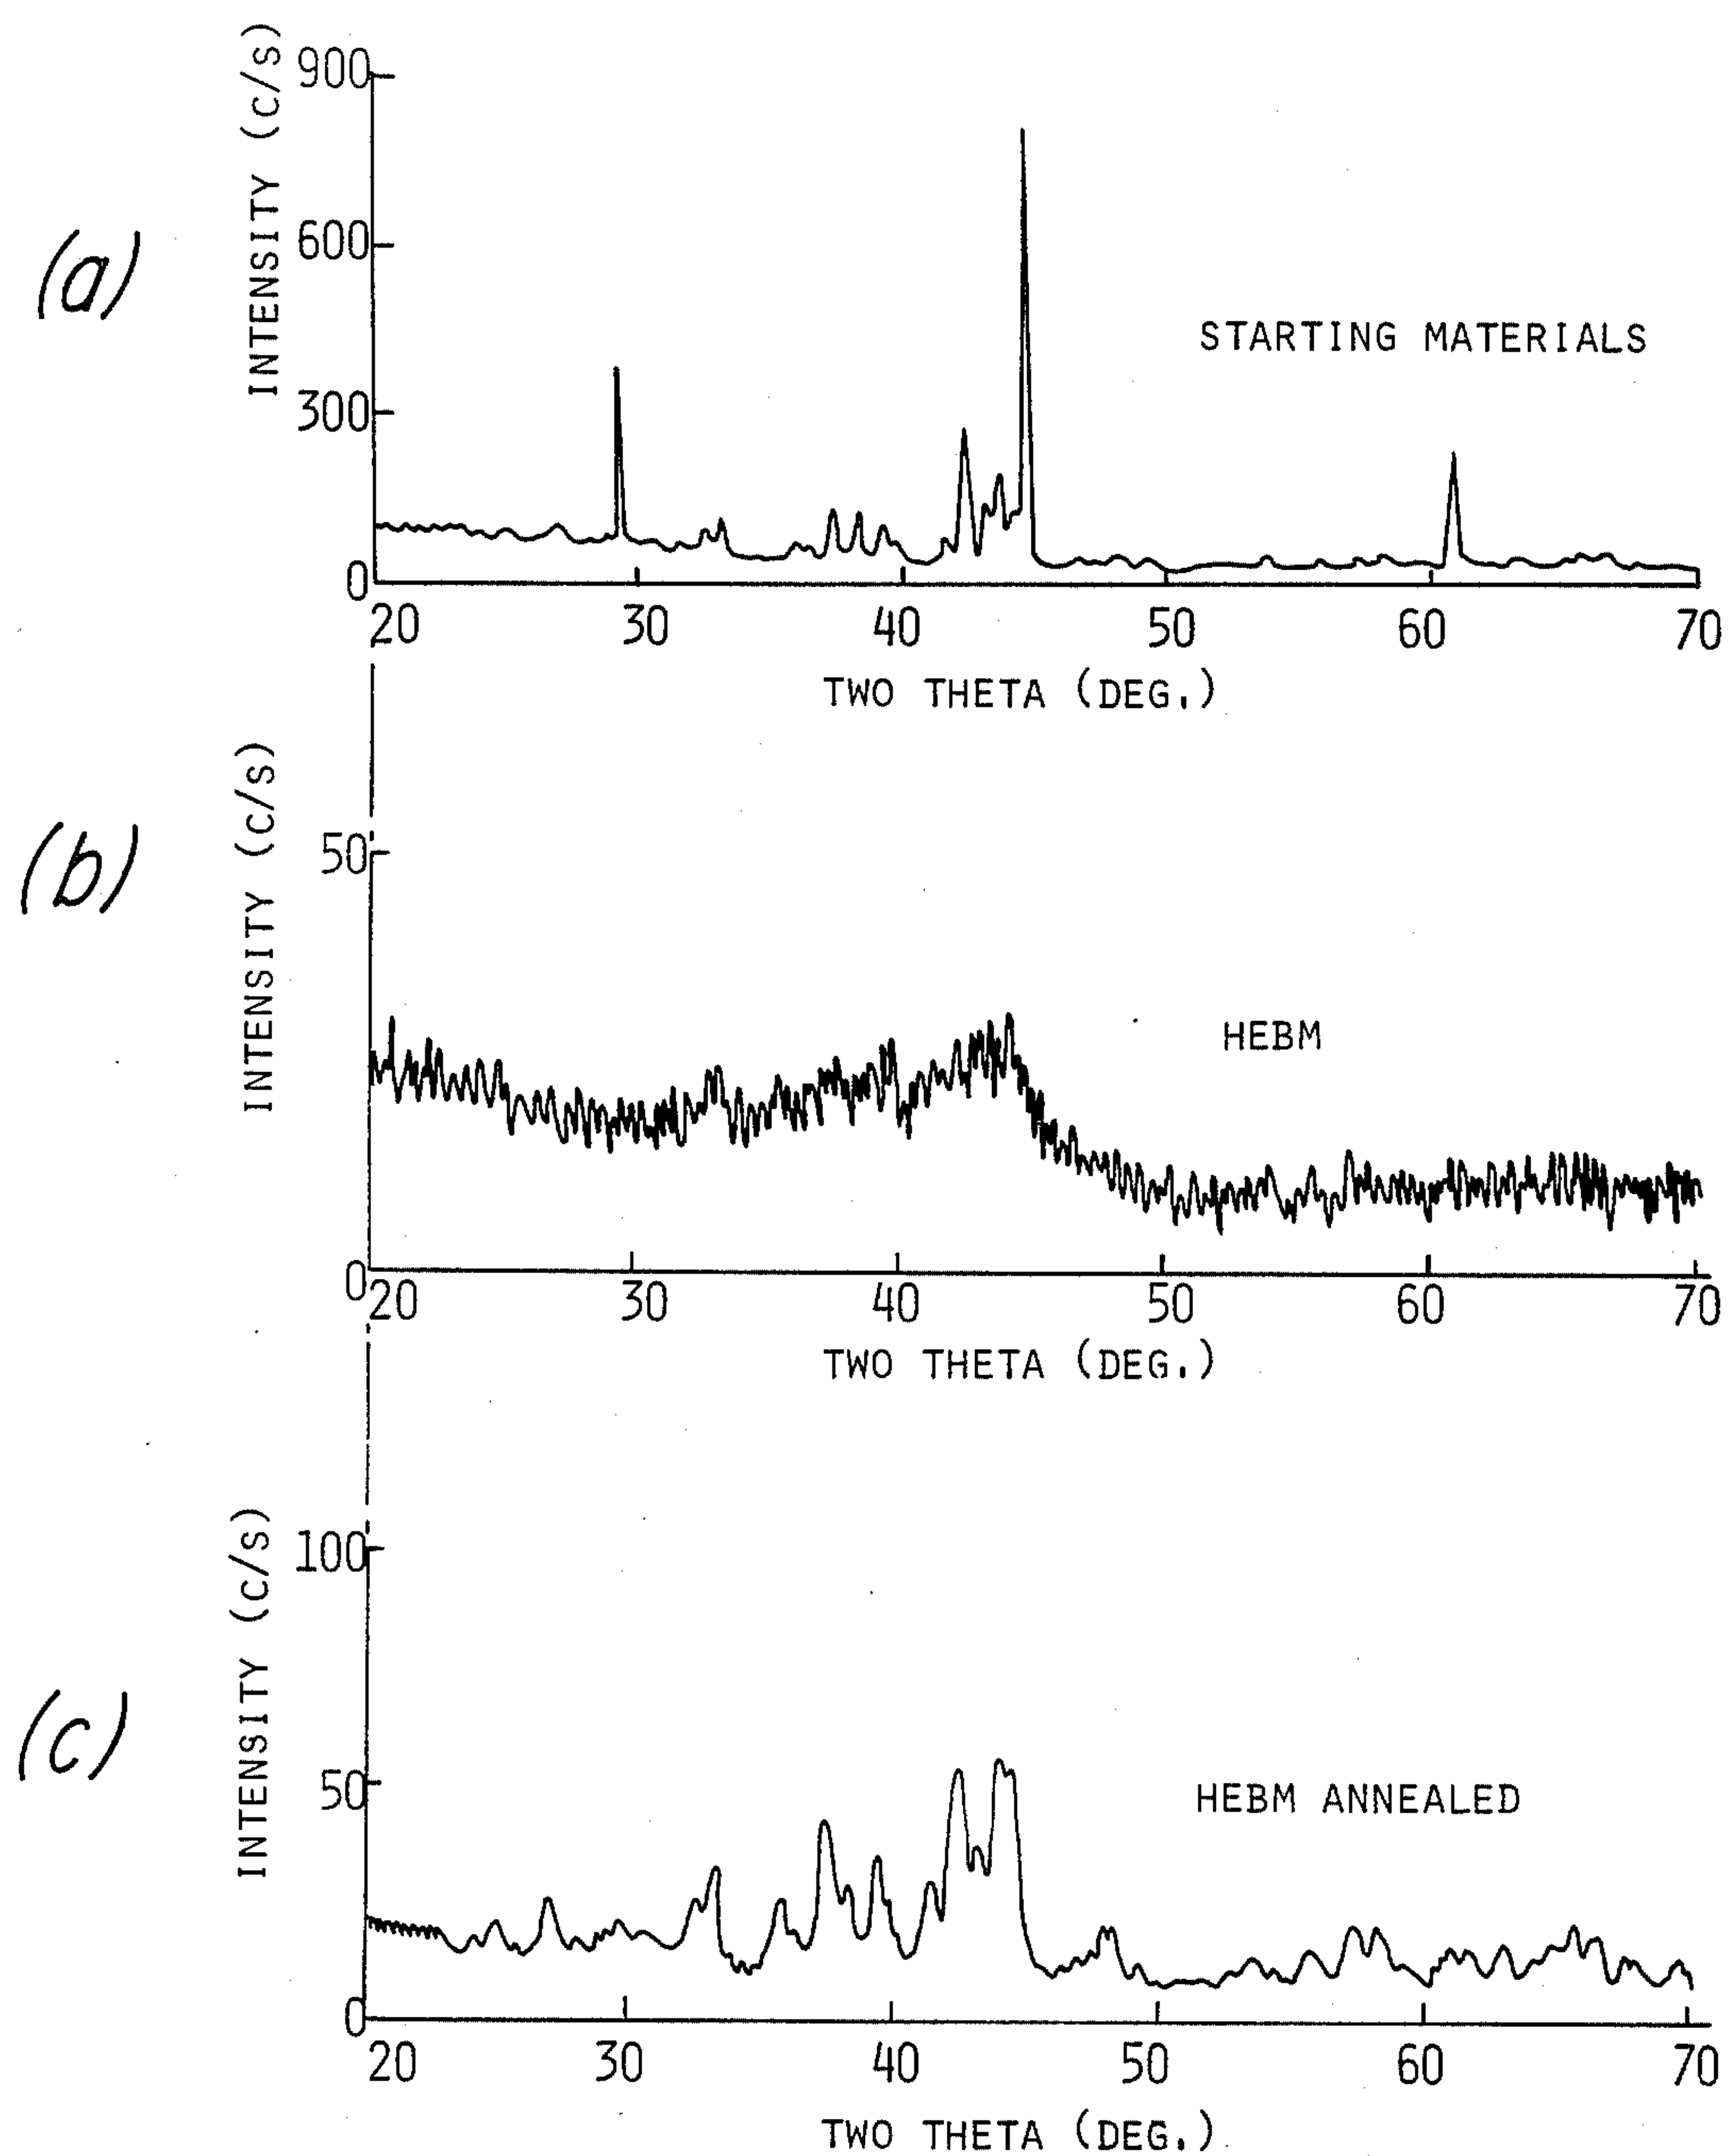 (a)
INTENSITY (C/S)
900
600
300
0
STARTING MATERIALS
20 30 40 50 60 70
TWO THETA (DEG.)
(b)
INTENSITY (C/S)
50
0
HEBM
20 30 40 50 60 70
TWO THETA (DEG.)
(c)
INTENSITY (C/S)
100
50
0
HEBM ANNEALED
20 30 40 50 60 70
TWO THETA (DEG.)